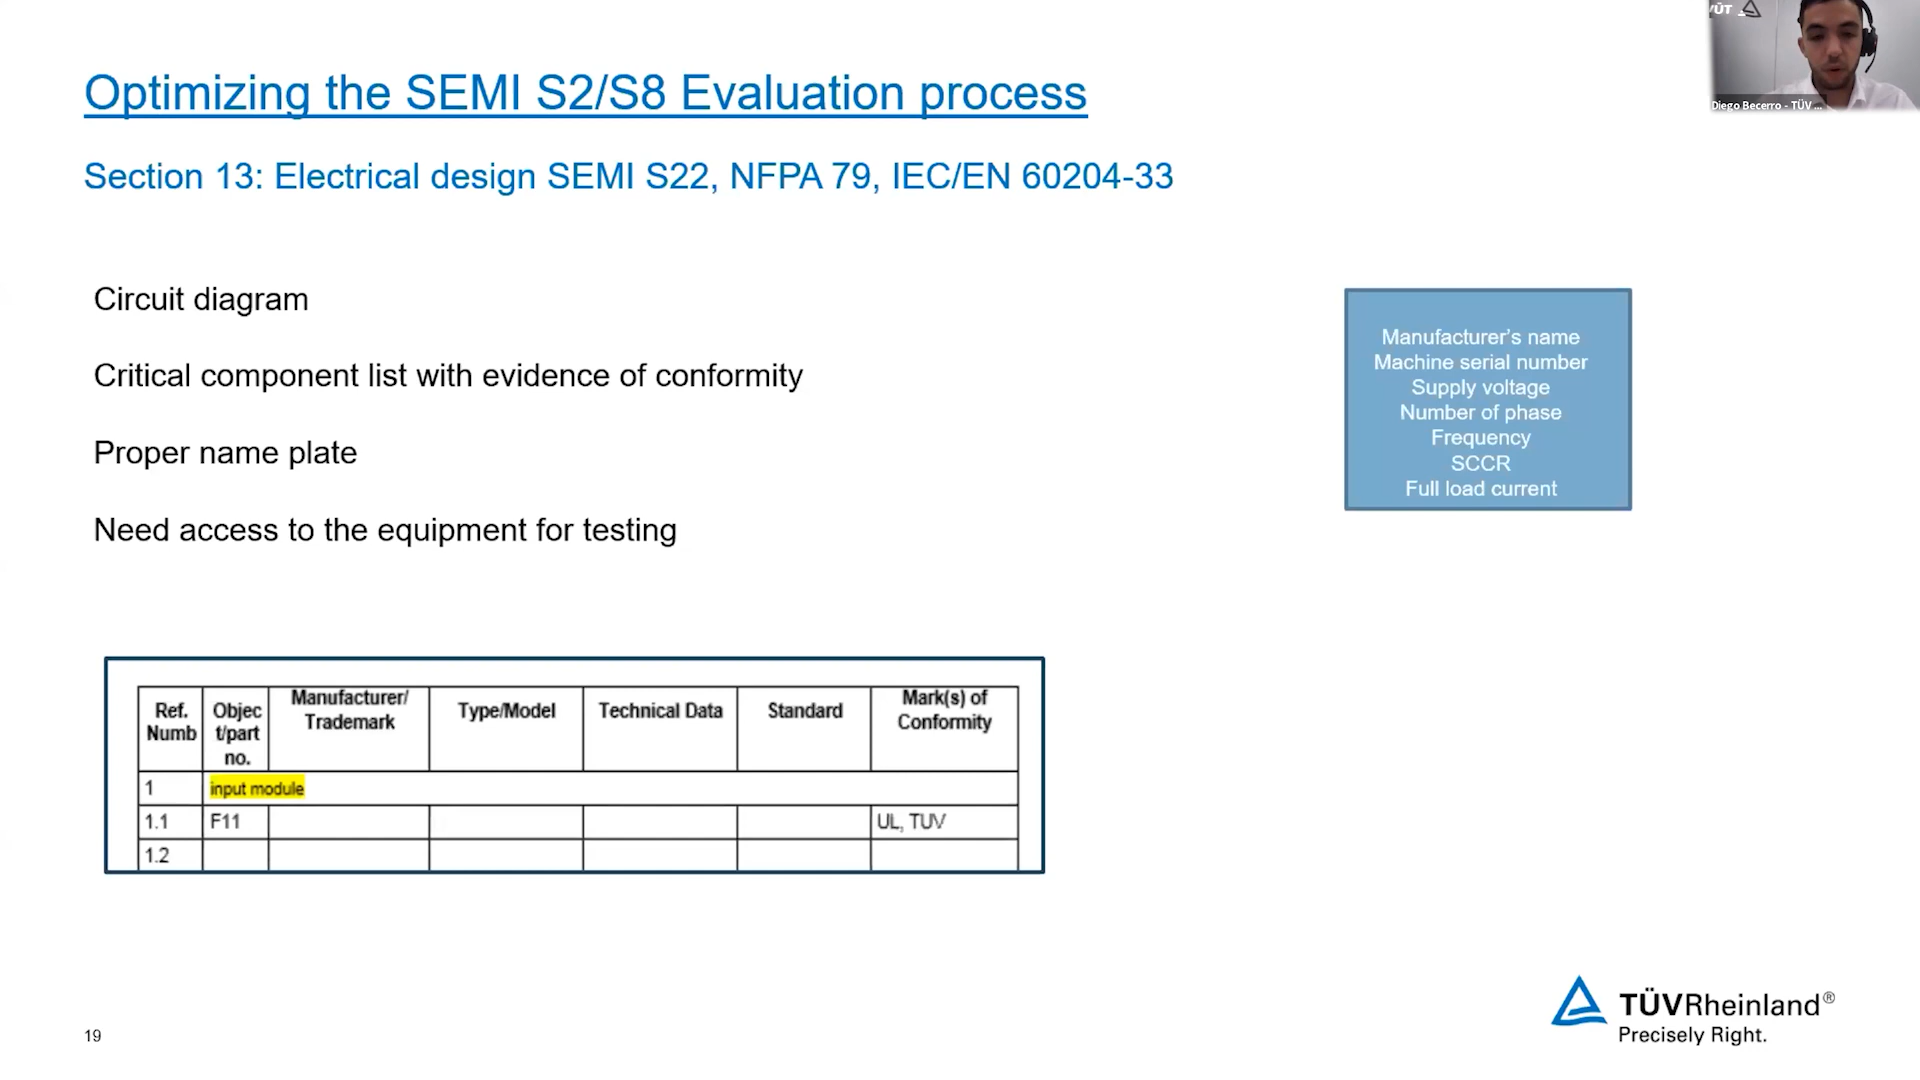 Optimizing the SEMI S2/S8 Evaluation process
Section 13: Electrical design SEMI S22, NFPA 79, IEC/EN 60204-33
Circuit diagram
Critical component list with evidence of conformity
Proper name plate
Need access to the equipment for testing
Manufacturer’s name
Machine serial number
Supply voltage
Number of phase
Frequency
SCCR
Full load current
Ref. Numb
Objec t/part no.
Manufacturer/ Trademark
Type/Model
Technical Data
Standard
Mark(s) of Conformity
1 input module
1.1 F11 UL, TUV
1.2
Diego Becerro - TÜV ...
TÜVRheinland®
Precisely Right.
19